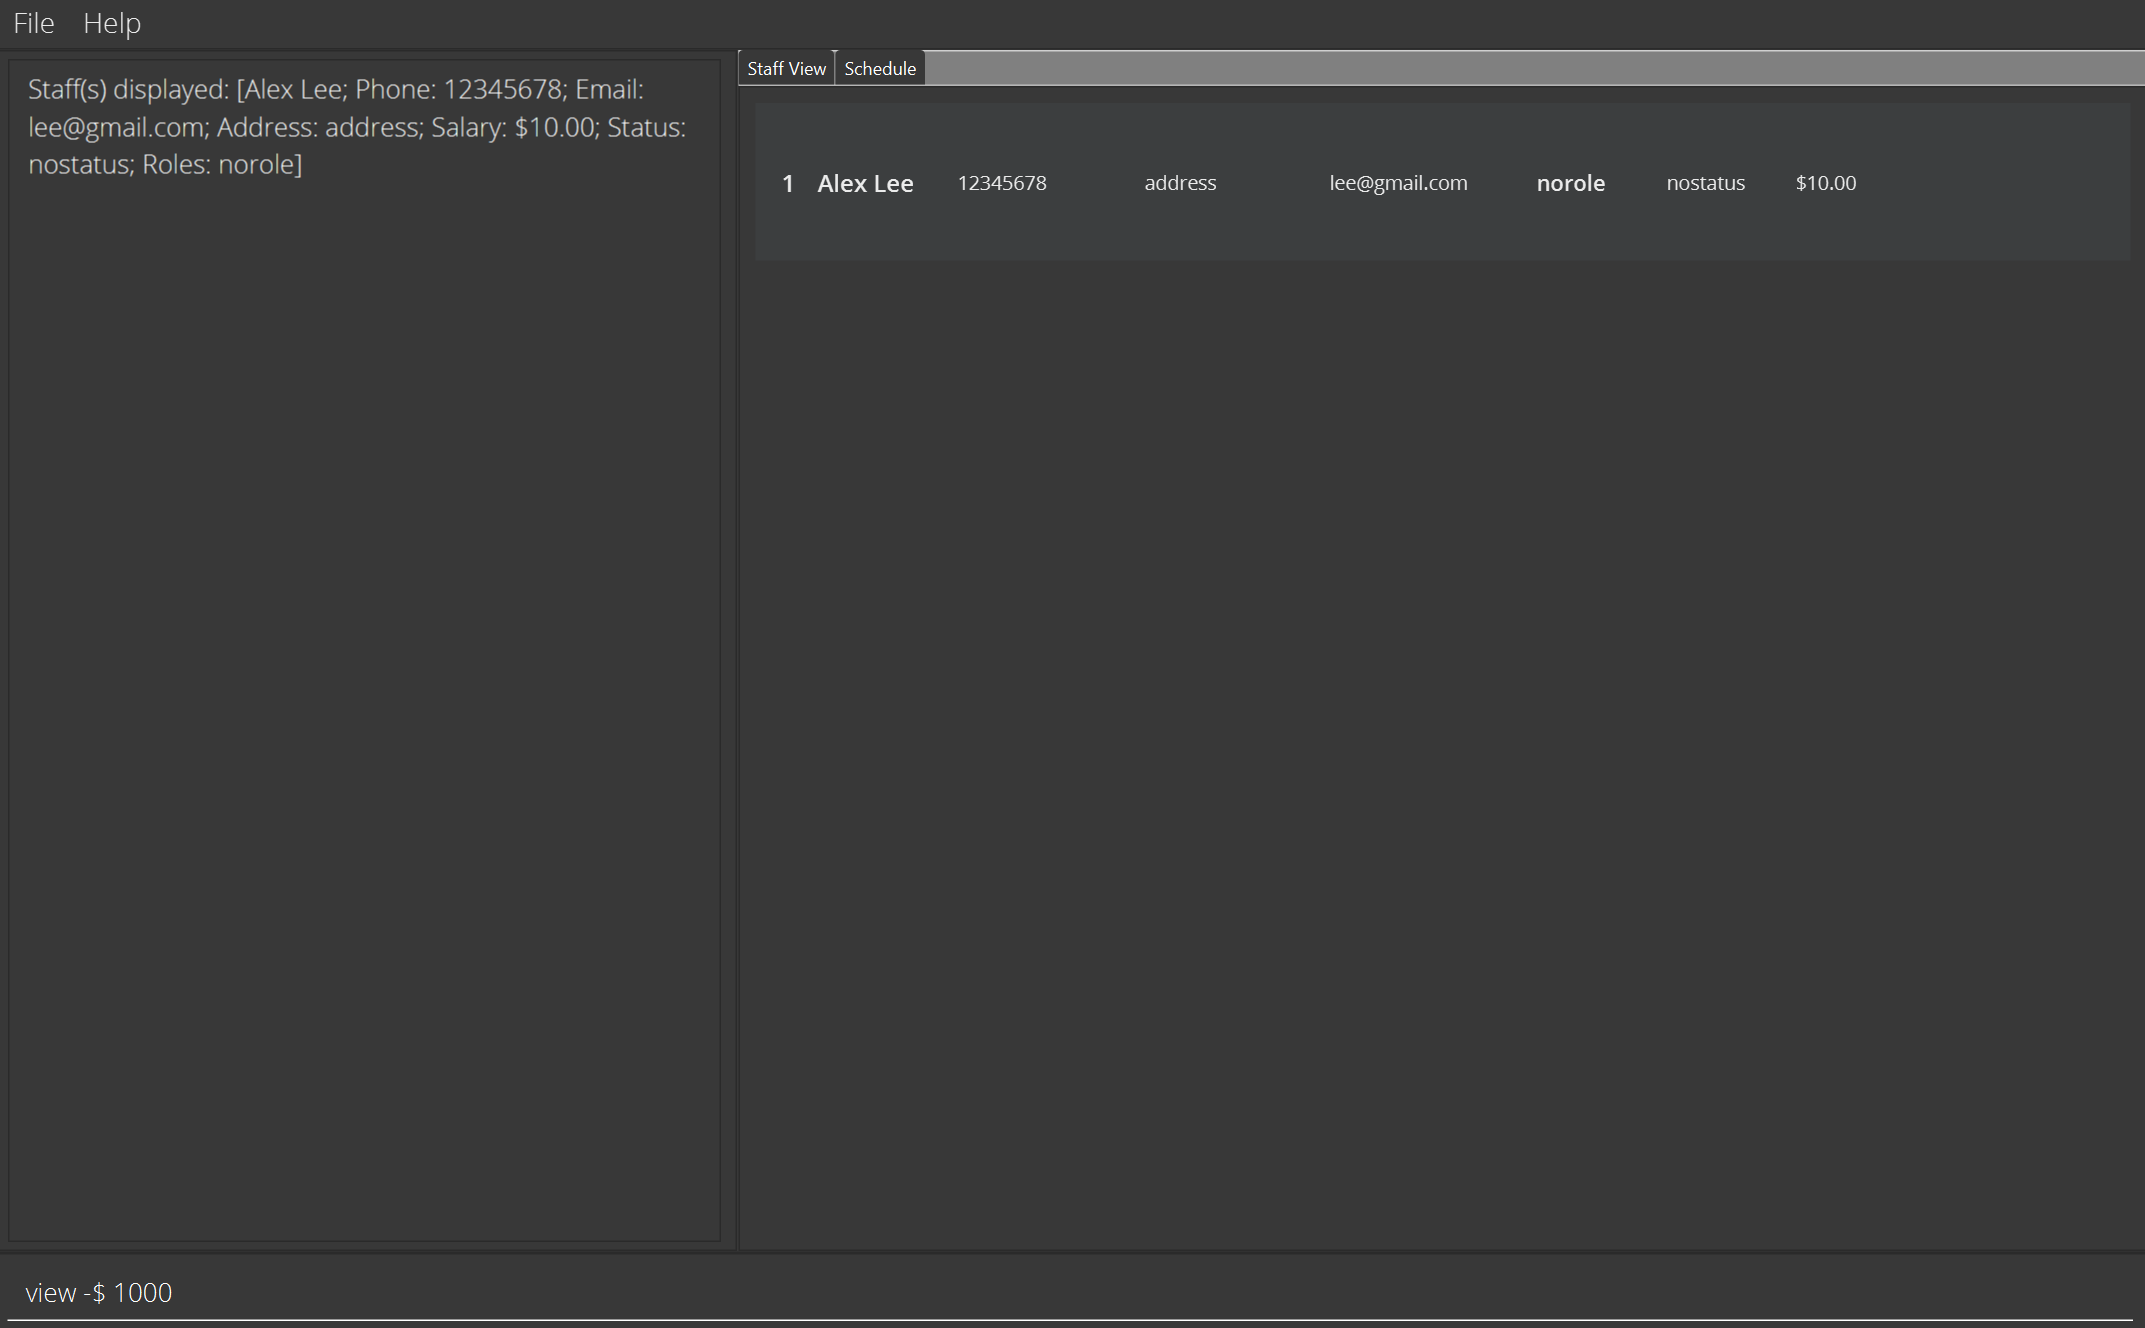 File Help
Staff(s) displayed: [Alex Lee; Phone: 12345678; Email:
lee@gmail.com; Address: address; Salary: $10.00; Status:
nostatus; Roles: norole]
Staff View Schedule
1 Alex Lee 12345678 address lee@gmail.com norole nostatus $10.00
view -$ 1000